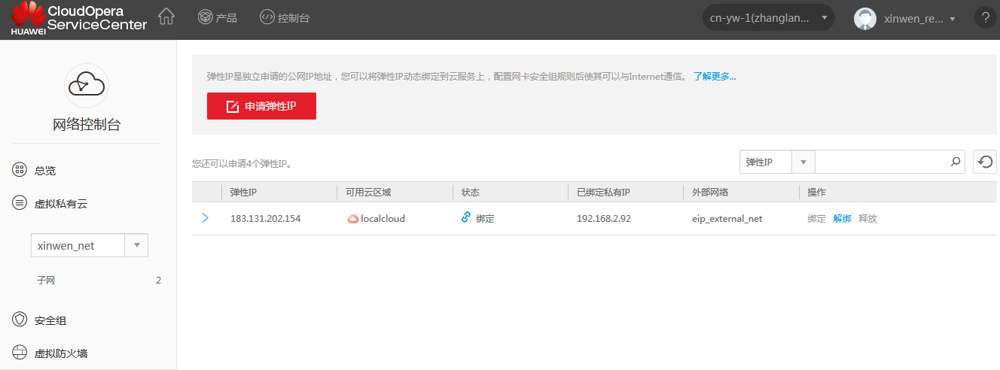 HUAWEI
CloudOpera
ServiceCenter
产品
控制台
cn-yw-1(zhanglan...
xinwen_re...
?
网络控制台
总览
虚拟私有云
xinwen_net
子网 2
安全组
虚拟防火墙
弹性IP是独立申请的公网IP地址，您可以将弹性IP动态绑定到云服务上，配置网卡安全组规则后使其可以与Internet通信。 了解更多...
申请弹性IP
您还可以申请4个弹性IP。
弹性IP
弹性IP 可用云区域 状态 已绑定私有IP 外部网络 操作
183.131.202.154 localcloud 绑定 192.168.2.92 eip_external_net 绑定 解绑 释放